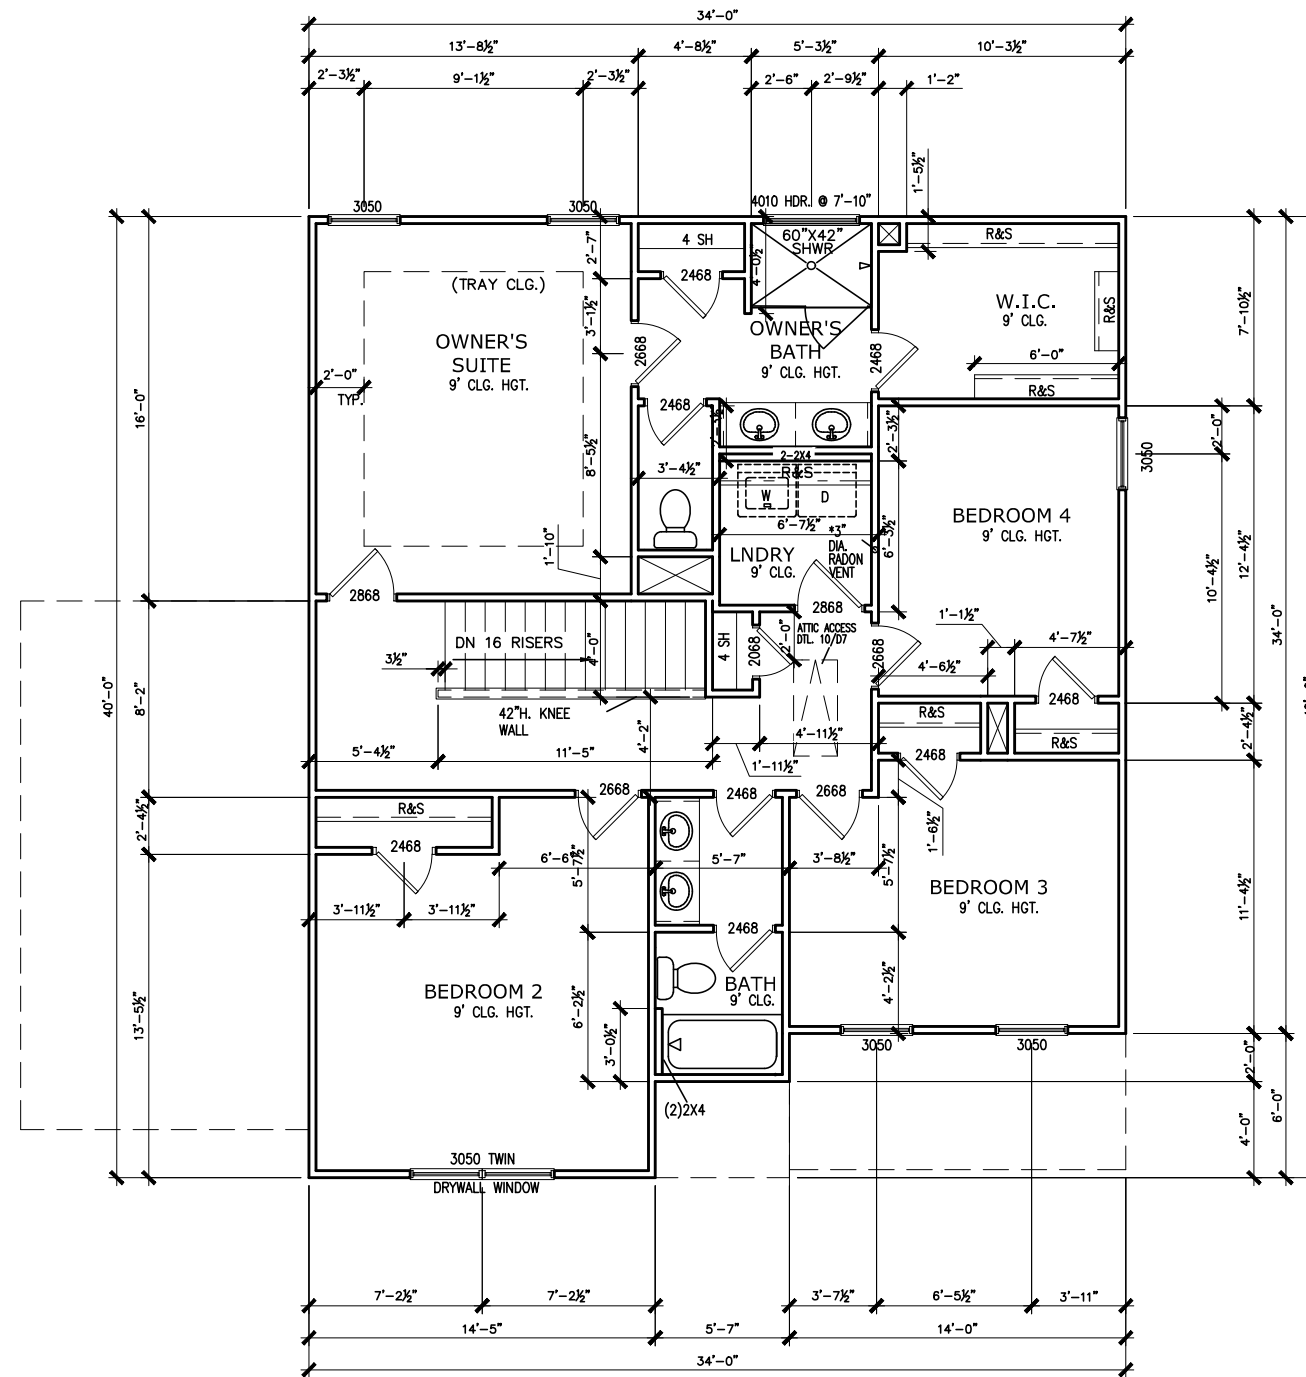 34'-0"
13'-8½" 4'-8½" 5'-3½" 10'-3½"
2'-3½" 9'-1½" 2'-3½" 2'-6" 2'-9½" 1'-2"
1'-5½"
3050 3050 4010 HDR. @ 7'-10"
4 SH 60"X42" R&S
SHWR
2'-7" 4'-0½"
2468
(TRAY CLG.)
W.I.C.
9' CLG.
R&S
7'-10½"
3'-1½"
OWNER'S
SUITE
9' CLG. HGT.
OWNER'S
BATH
9' CLG. HGT.
2668 2468
6'-0"
R&S
2'-0"
TYP.
2468
16'-0"
2'-3½" 2'-0"
3050
8'-5½" 3'-4½"
2-2X4
R&S
W D
6'-7½"
*3"
DIA.
RADON
VENT
6'-3½"
BEDROOM 4
9' CLG. HGT.
LNDRY
9' CLG.
1'-10"
12'-4½"
10'-4½"
34'-0"
2868 2868
1'-1½"
ATTIC ACCESS
DTL. 10/D7
DN 16 RISERS
4'-0"
4 SH 2068 2'-0"
2668
4'-7½"
4'-6½"
3½"
2468
40'-0"
8'-2"
42"H. KNEE
WALL
4'-2"
R&S
R&S
4'-11½"
2468
2'-4½"
5'-4½" 11'-5" 1'-11½"
2668 2468 2668
R&S
2'-4½"
2468
1'-6½"
6'-6" 5'-7" 3'-8½"
5'-7½" 5'-7½"
BEDROOM 3
9' CLG. HGT.
11'-4½"
3'-11½" 3'-11½"
2468
BEDROOM 2
9' CLG. HGT.
BATH
9' CLG.
4'-2½"
6'-2½"
13'-5½"
3'-0½"
3050 3050
2'-0"
(2)2X4
4'-0" 6'-0"
3050 TWIN
DRYWALL WINDOW
7'-2½" 7'-2½" 3'-7½" 6'-5½" 3'-11"
14'-5" 5'-7" 14'-0"
34'-0"